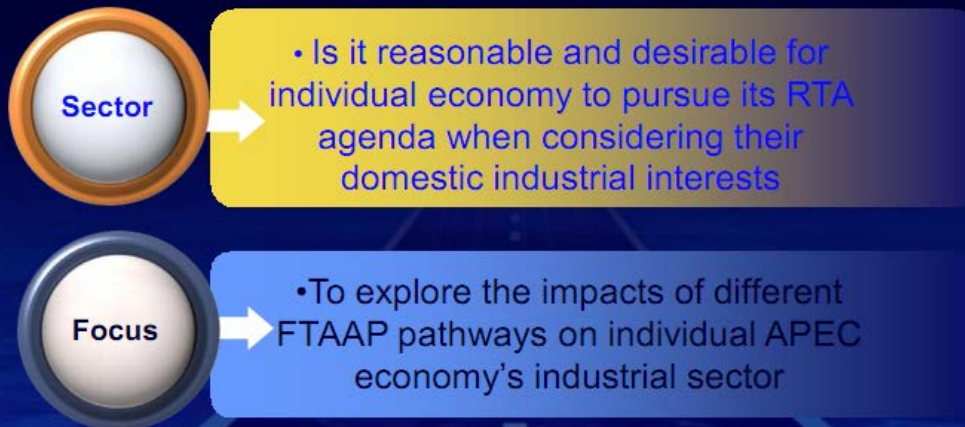 Sector
• Is it reasonable and desirable for
individual economy to pursue its RTA
agenda when considering their
domestic industrial interests
Focus
•To explore the impacts of different
FTAAP pathways on individual APEC
economy's industrial sector